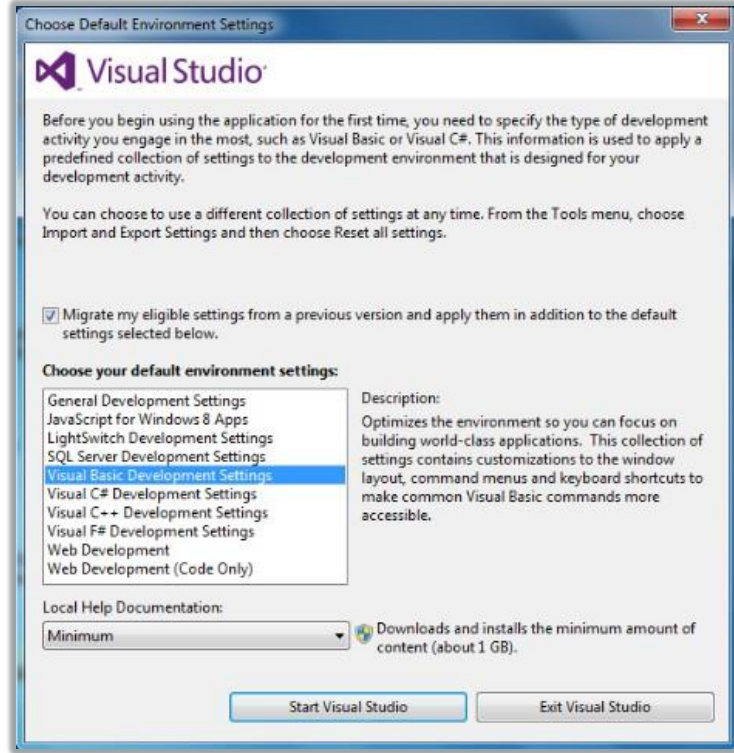 Choose Default Environment Settings
Visual Studio
Before you begin using the application for the first time, you need to specify the type of development
activity you engage in the most, such as Visual Basic or Visual C#. This information is used to apply a
predefined collection of settings to the development environment that is designed for your
development activity.
You can choose to use a different collection of settings at any time. From the Tools menu, choose
Import and Export Settings and then choose Reset all settings.
Migrate my eligible settings from a previous version and apply them in addition to the default
settings selected below.
Choose your default environment settings:
General Development Settings
JavaScript for Windows 8 Apps
LightSwitch Development Settings
SQL Server Development Settings
Visual Basic Development Settings
Visual C# Development Settings
Visual C++ Development Settings
Visual F# Development Settings
Web Development
Web Development (Code Only)
Description:
Optimizes the environment so you can focus on
building world-class applications. This collection of
settings contains customizations to the window
layout, command menus and keyboard shortcuts to
make common Visual Basic commands more
accessible.
Local Help Documentation:
Minimum
Downloads and installs the minimum amount of
content (about 1 GB).
Start Visual Studio
Exit Visual Studio